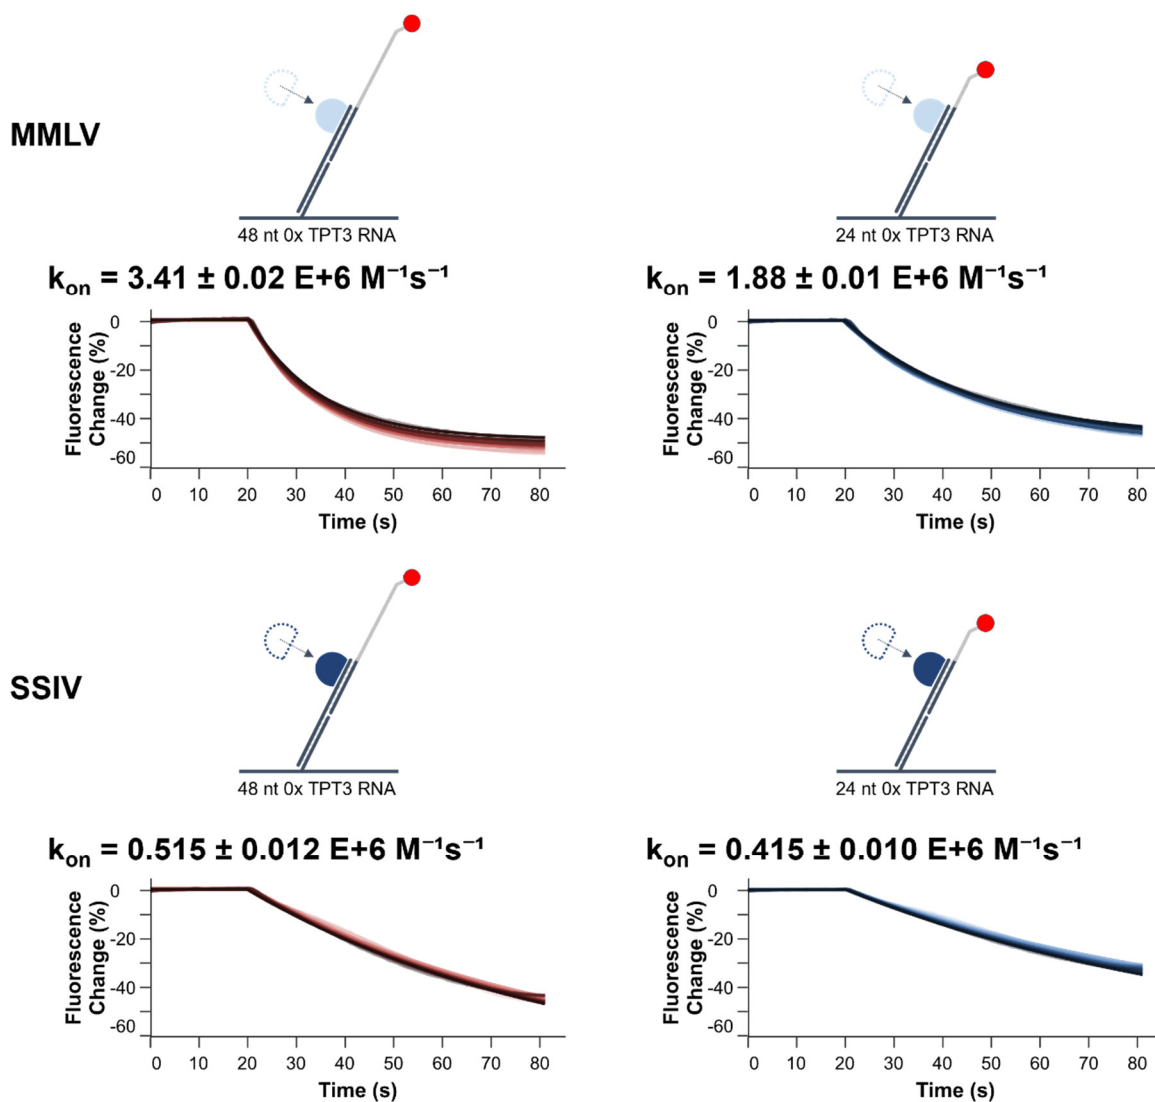 MMLV
48 nt 0x TPT3 RNA
24 nt 0x TPT3 RNA
kₒₙ = 3.41 ± 0.02 E+6 M⁻¹s⁻¹
kₒₙ = 1.88 ± 0.01 E+6 M⁻¹s⁻¹
Fluorescence
Change (%)
0
-20
-40
-60
0 10 20 30 40 50 60 70 80
Time (s)
Fluorescence
Change (%)
0
-20
-40
-60
0 10 20 30 40 50 60 70 80
Time (s)
SSIV
48 nt 0x TPT3 RNA
24 nt 0x TPT3 RNA
kₒₙ = 0.515 ± 0.012 E+6 M⁻¹s⁻¹
kₒₙ = 0.415 ± 0.010 E+6 M⁻¹s⁻¹
Fluorescence
Change (%)
0
-20
-40
-60
0 10 20 30 40 50 60 70 80
Time (s)
Fluorescence
Change (%)
0
-20
-40
-60
0 10 20 30 40 50 60 70 80
Time (s)